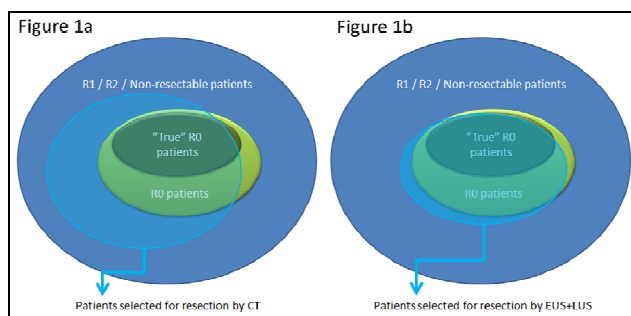 Figure 1a
R1 / R2 / Non-resectable patients
"True" R0
patients
R0 patients
Patients selected for resection by CT
Figure 1b
R1 / R2 / Non-resectable patients
"True" R0
patients
R0 patients
Patients selected for resection by EUS+LUS